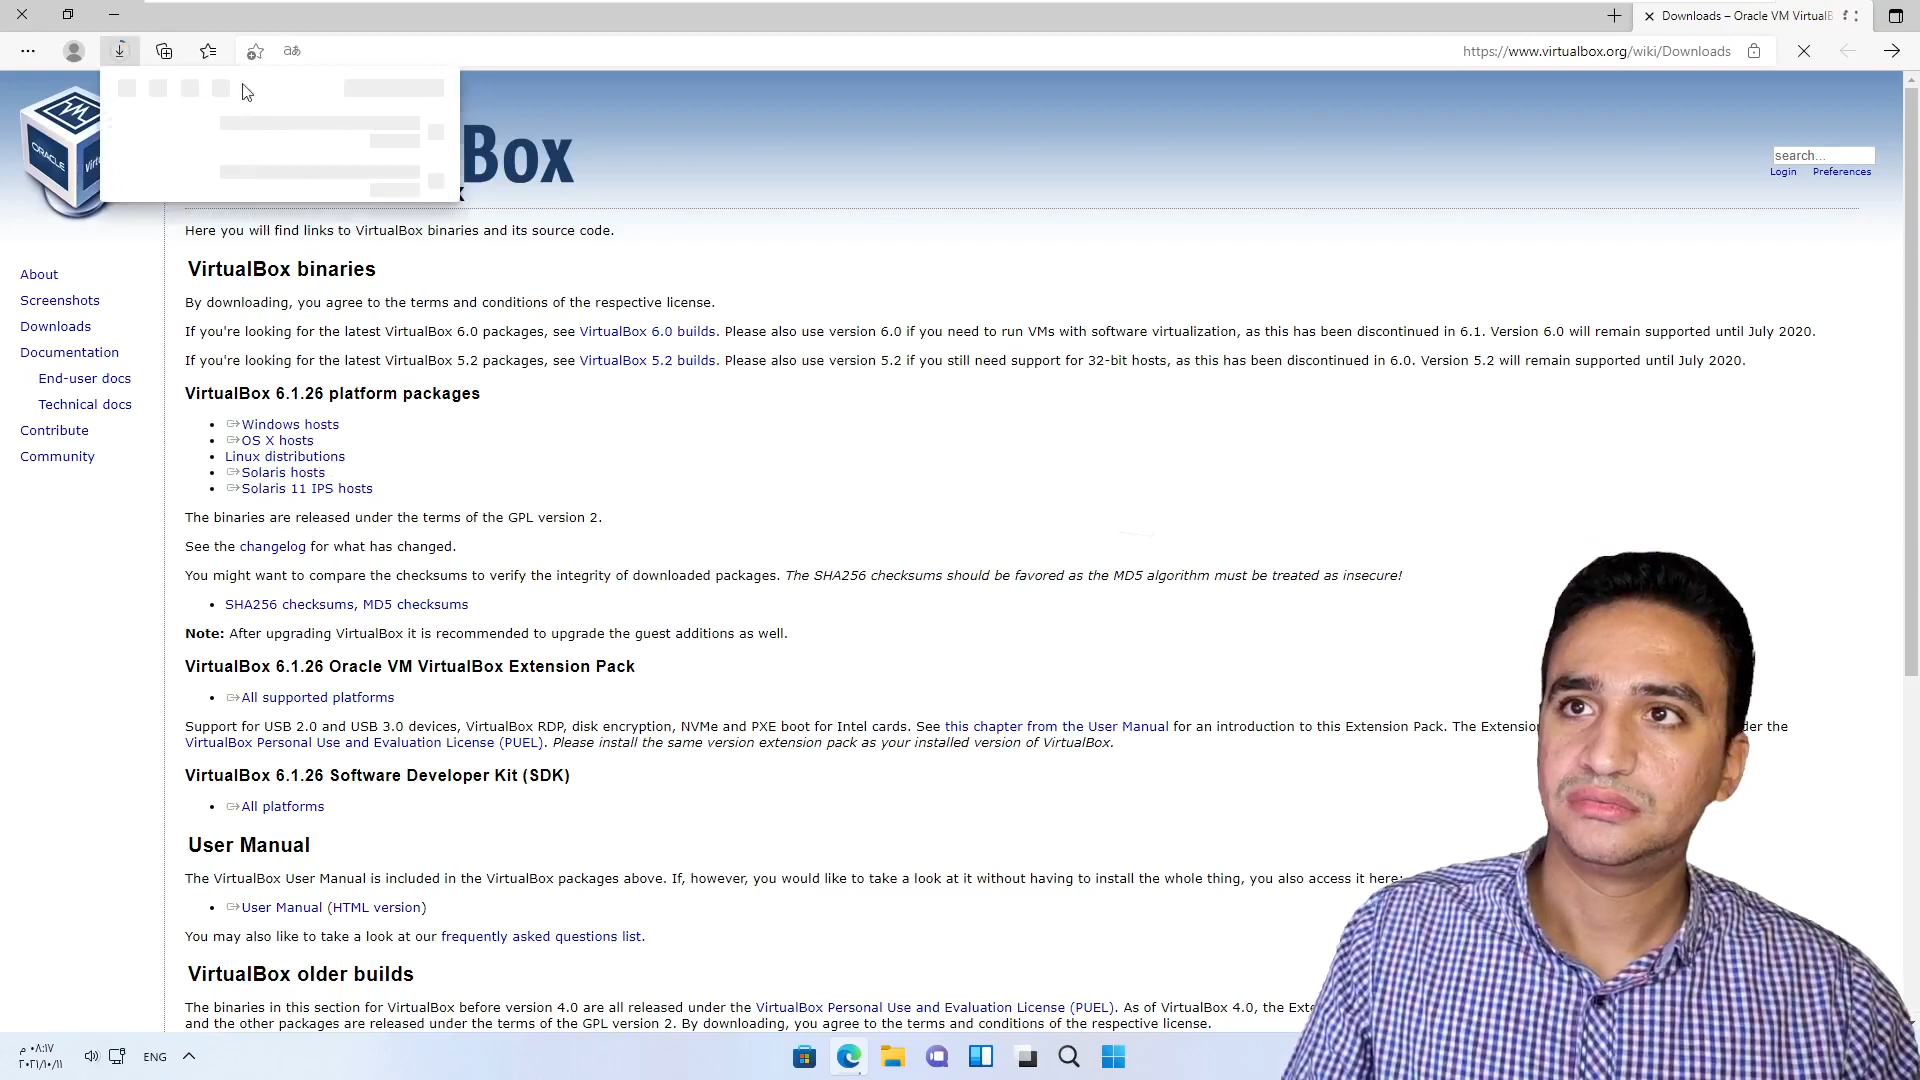 Downloads – Oracle VM VirtualB
https://www.virtualbox.org/wiki/Downloads
ORACLE
Virt
Box
search...
Login Preferences
About
Screenshots
Downloads
Documentation
End-user docs
Technical docs
Contribute
Community
Here you will find links to VirtualBox binaries and its source code.
VirtualBox binaries
By downloading, you agree to the terms and conditions of the respective license.
If you're looking for the latest VirtualBox 6.0 packages, see VirtualBox 6.0 builds. Please also use version 6.0 if you need to run VMs with software virtualization, as this has been discontinued in 6.1. Version 6.0 will remain supported until July 2020.
If you're looking for the latest VirtualBox 5.2 packages, see VirtualBox 5.2 builds. Please also use version 5.2 if you still need support for 32-bit hosts, as this has been discontinued in 6.0. Version 5.2 will remain supported until July 2020.
VirtualBox 6.1.26 platform packages
Windows hosts
OS X hosts
Linux distributions
Solaris hosts
Solaris 11 IPS hosts
The binaries are released under the terms of the GPL version 2.
See the changelog for what has changed.
You might want to compare the checksums to verify the integrity of downloaded packages. The SHA256 checksums should be favored as the MD5 algorithm must be treated as insecure!
SHA256 checksums, MD5 checksums
Note: After upgrading VirtualBox it is recommended to upgrade the guest additions as well.
VirtualBox 6.1.26 Oracle VM VirtualBox Extension Pack
All supported platforms
Support for USB 2.0 and USB 3.0 devices, VirtualBox RDP, disk encryption, NVMe and PXE boot for Intel cards. See this chapter from the User Manual for an introduction to this Extension Pack. The Extension der the
VirtualBox Personal Use and Evaluation License (PUEL). Please install the same version extension pack as your installed version of VirtualBox.
VirtualBox 6.1.26 Software Developer Kit (SDK)
All platforms
User Manual
The VirtualBox User Manual is included in the VirtualBox packages above. If, however, you would like to take a look at it without having to install the whole thing, you also access it here:
User Manual (HTML version)
You may also like to take a look at our frequently asked questions list.
VirtualBox older builds
The binaries in this section for VirtualBox before version 4.0 are all released under the VirtualBox Personal Use and Evaluation License (PUEL). As of VirtualBox 4.0, the Exte
and the other packages are released under the terms of the GPL version 2. By downloading, you agree to the terms and conditions of the respective license.
٠٨:١٧ م
٢٠٢١/١٠/١١
ENG